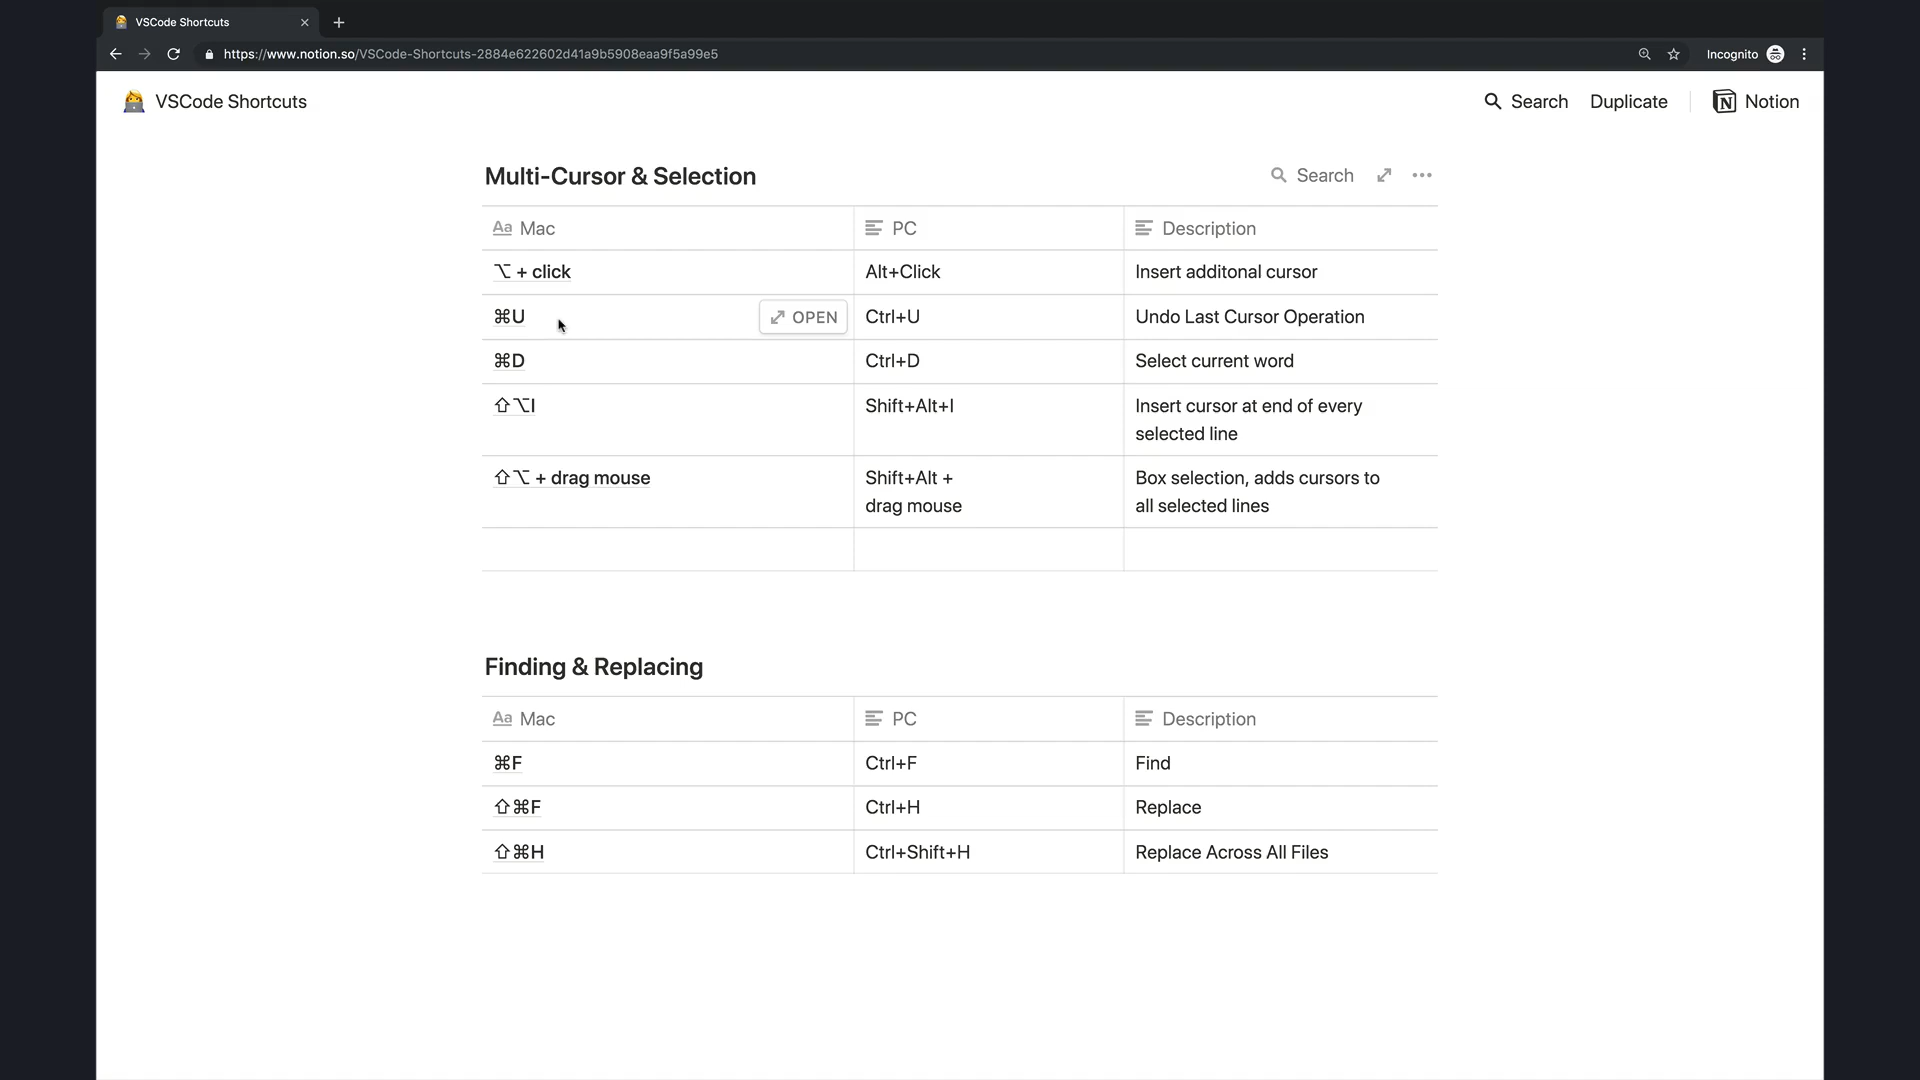 VSCode Shortcuts
https://www.notion.so/VSCode-Shortcuts-2884e622602d41a9b5908eaa9f5a99e5
Incognito
VSCode Shortcuts
Search Duplicate Notion
Multi-Cursor & Selection
Search
Aa Mac PC Description
⌥ + click Alt+Click Insert additonal cursor
⌘U OPEN Ctrl+U Undo Last Cursor Operation
⌘D Ctrl+D Select current word
⇧⌥I Shift+Alt+I Insert cursor at end of every
selected line
⇧⌥ + drag mouse Shift+Alt + Box selection, adds cursors to
drag mouse all selected lines
Finding & Replacing
Aa Mac PC Description
⌘F Ctrl+F Find
⇧⌘F Ctrl+H Replace
⇧⌘H Ctrl+Shift+H Replace Across All Files